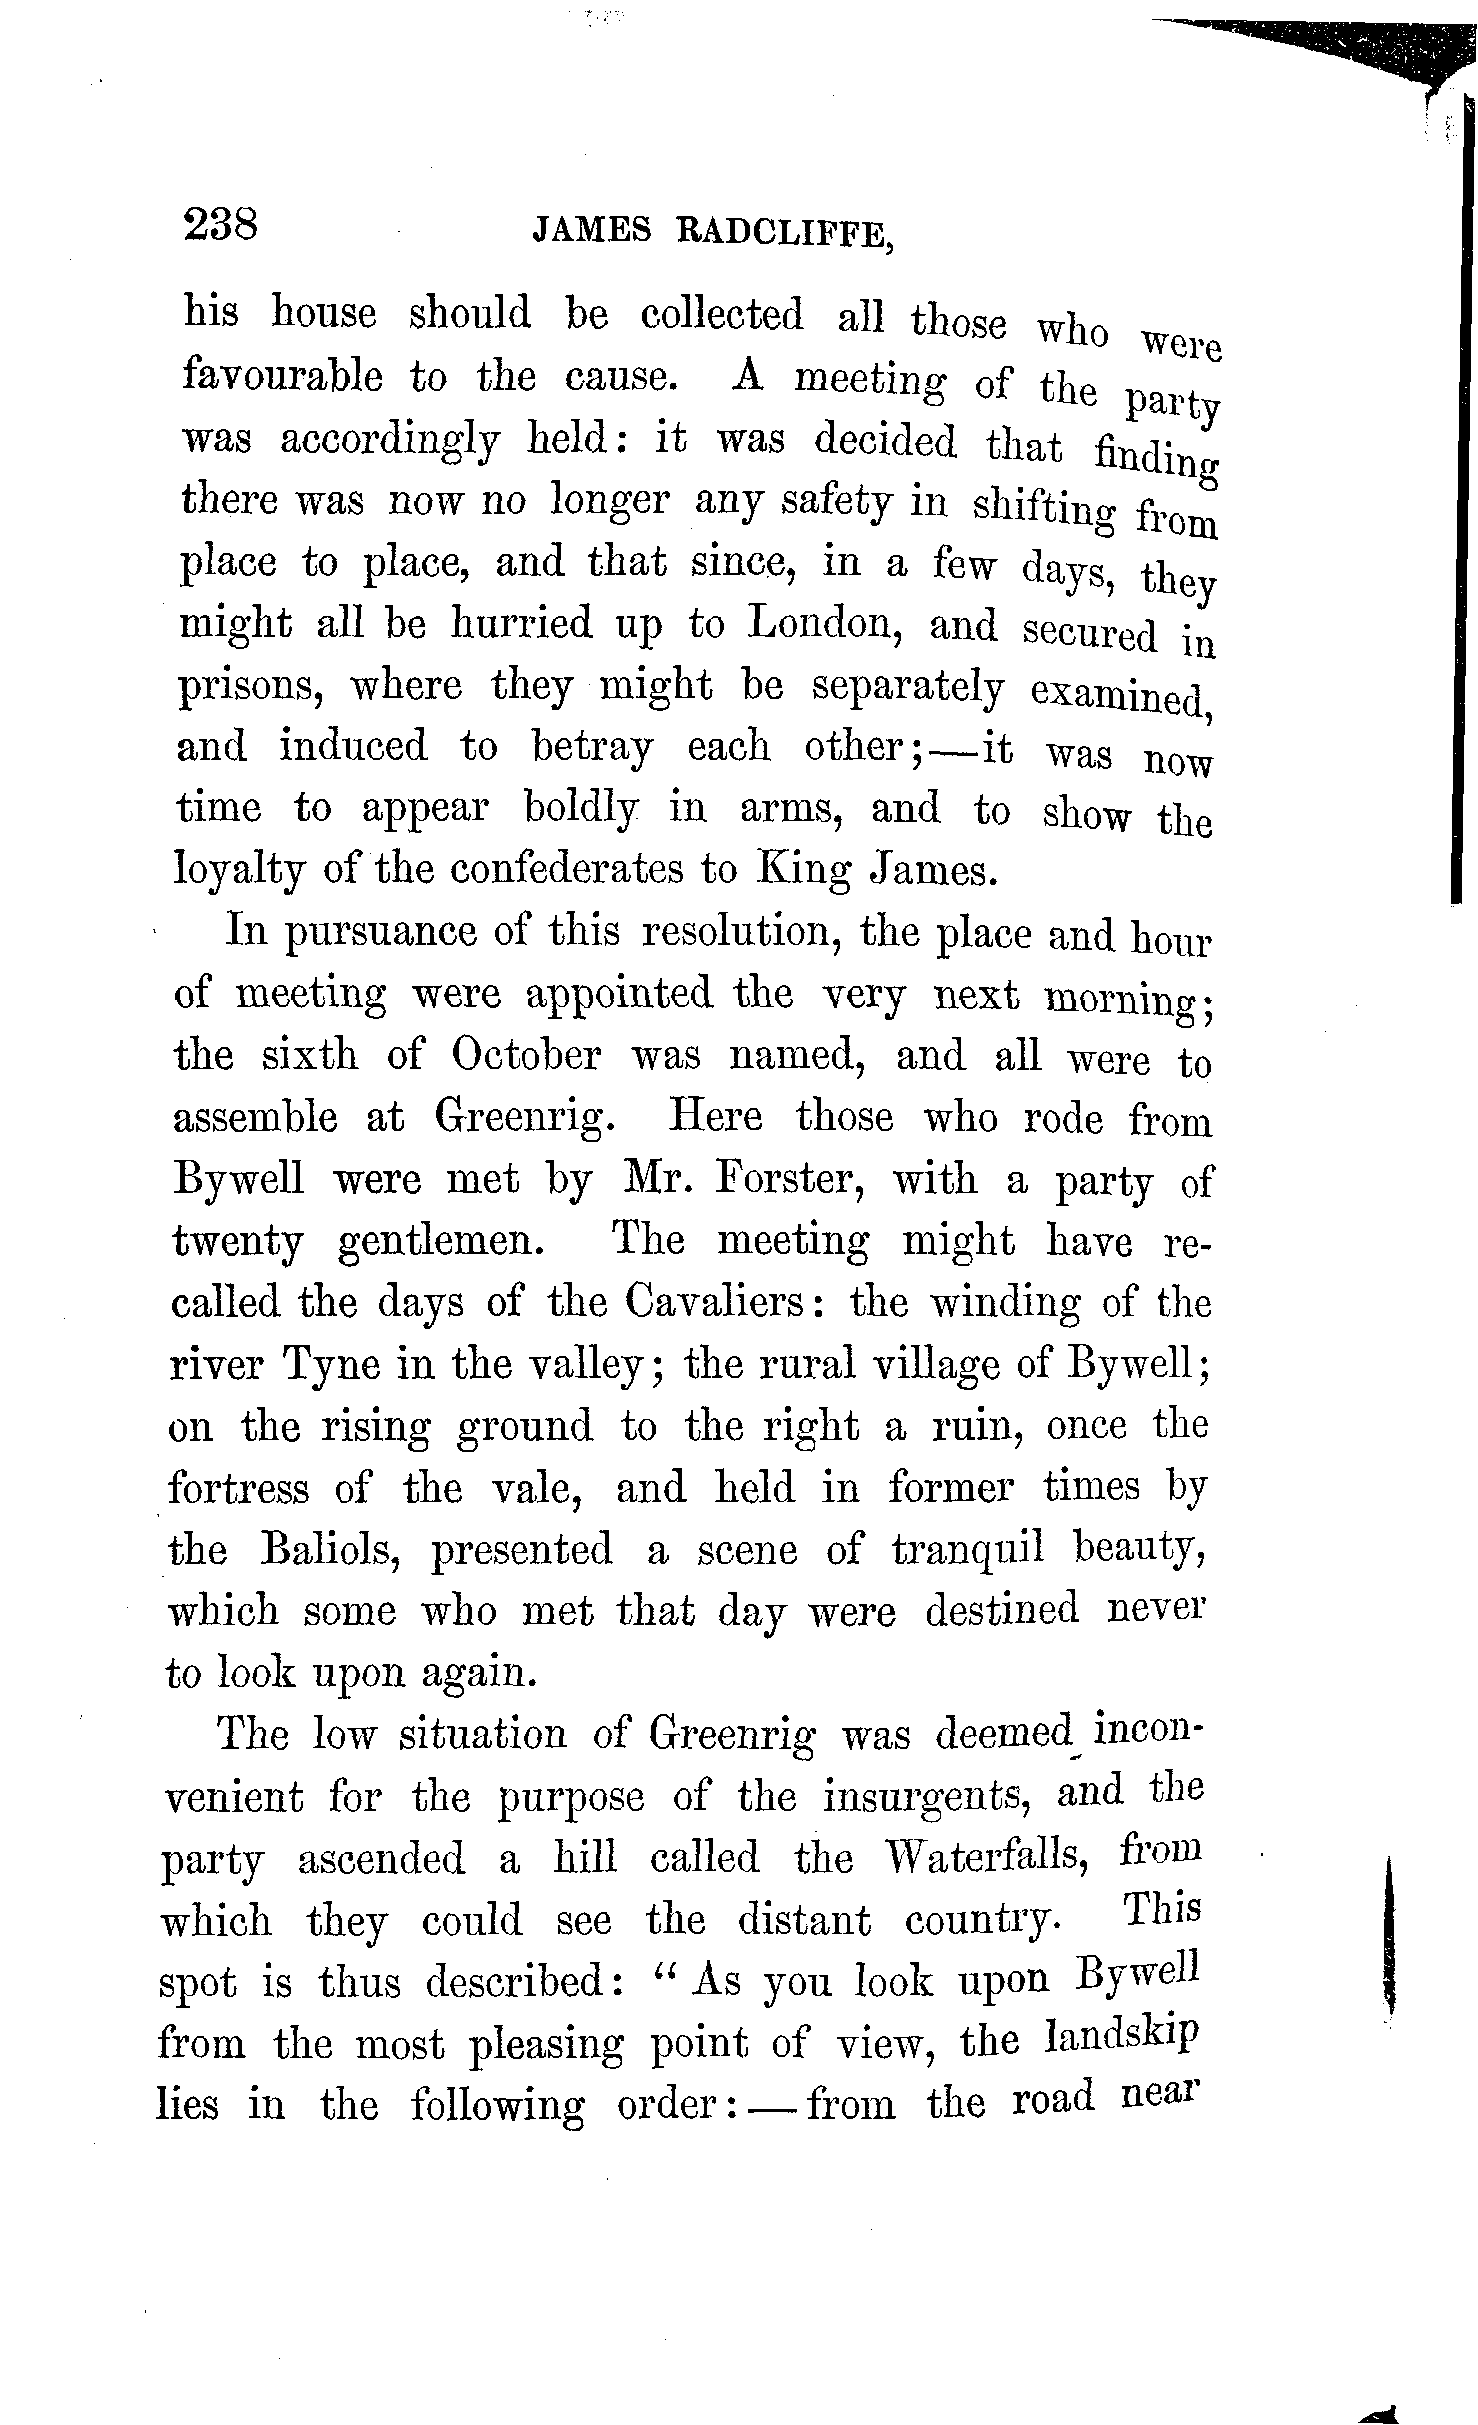 238 JAMES RADCLIFFE,
his house should be collected all those who were
favourable to the cause. A meeting of the party
was accordingly held: it was decided that finding
there was now no longer any safety in shifting from
place to place, and that since, in a few days, they
might all be hurried up to London, and secured in
prisons, where they might be separately examined,
and induced to betray each other;—it was now
time to appear boldly in arms, and to show the
loyalty of the confederates to King James.
In pursuance of this resolution, the place and hour
of meeting were appointed the very next morning;
the sixth of October was named, and all were to
assemble at Greenrig. Here those who rode from
Bywell were met by Mr. Forster, with a party of
twenty gentlemen. The meeting might have re-
called the days of the Cavaliers: the winding of the
river Tyne in the valley; the rural village of Bywell;
on the rising ground to the right a ruin, once the
fortress of the vale, and held in former times by
the Baliols, presented a scene of tranquil beauty,
which some who met that day were destined never
to look upon again.
The low situation of Greenrig was deemed incon-
venient for the purpose of the insurgents, and the
party ascended a hill called the Waterfalls, from
which they could see the distant country. This
spot is thus described: “As you look upon Bywell
from the most pleasing point of view, the landskip
lies in the following order:—from the road near